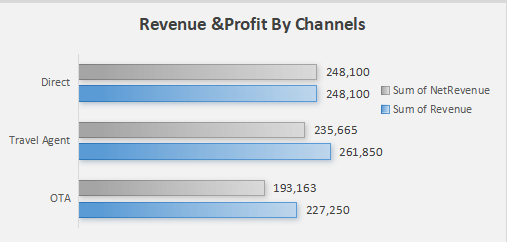 Revenue &Profit By Channels
Direct
248,100
248,100
Sum of NetRevenue
Sum of Revenue
Travel Agent
235,665
261,850
OTA
193,163
227,250